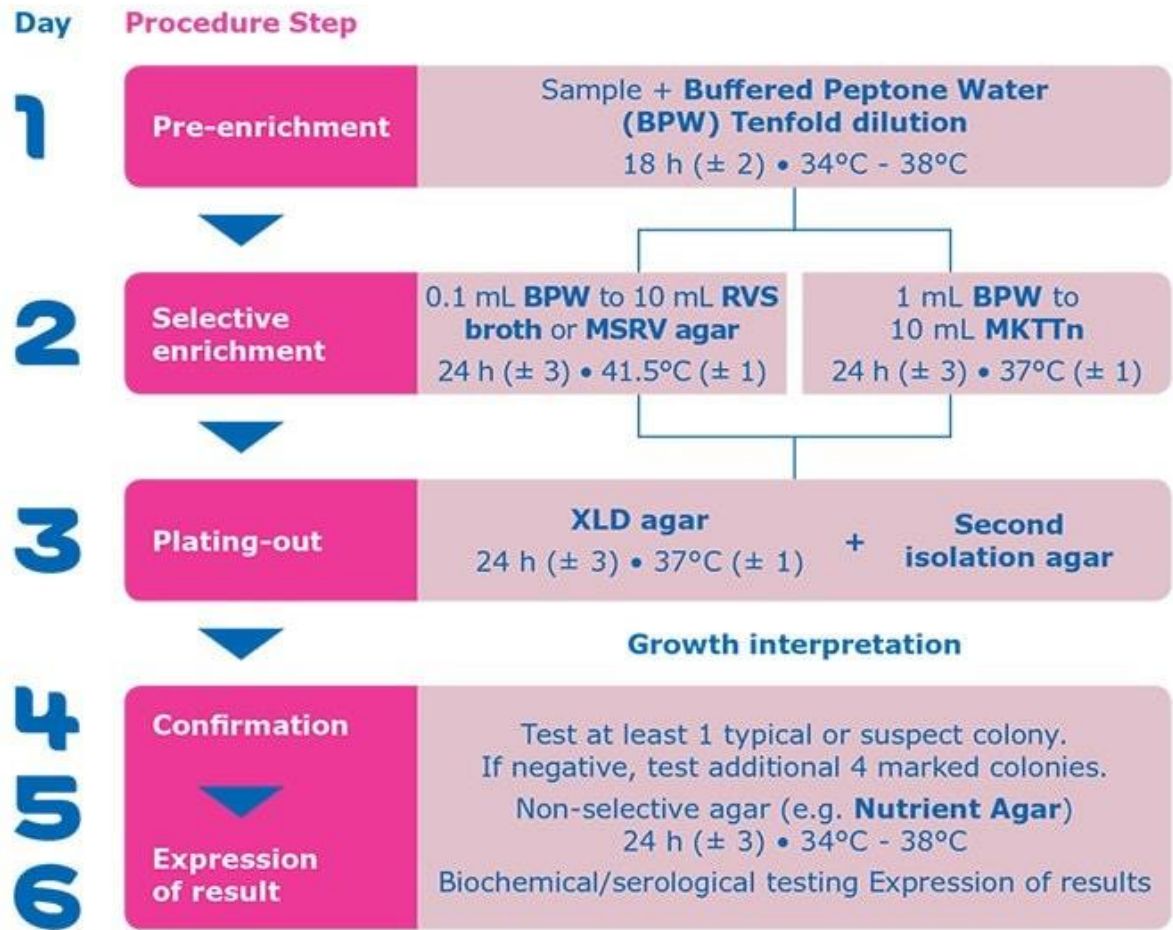 Day Procedure Step
1
Pre-enrichment
Sample + Buffered Peptone Water
(BPW) Tenfold dilution
18 h (± 2) • 34°C - 38°C
2
Selective
enrichment
0.1 mL BPW to 10 mL RVS
broth or MSRV agar
24 h (± 3) • 41.5°C (± 1)
1 mL BPW to
10 mL MKTTn
24 h (± 3) • 37°C (± 1)
3
Plating-out
XLD agar
24 h (± 3) • 37°C (± 1)
+
Second
isolation agar
Growth interpretation
4
5
6
Confirmation
Expression
of result
Test at least 1 typical or suspect colony.
If negative, test additional 4 marked colonies.
Non-selective agar (e.g. Nutrient Agar)
24 h (± 3) • 34°C - 38°C
Biochemical/serological testing Expression of results